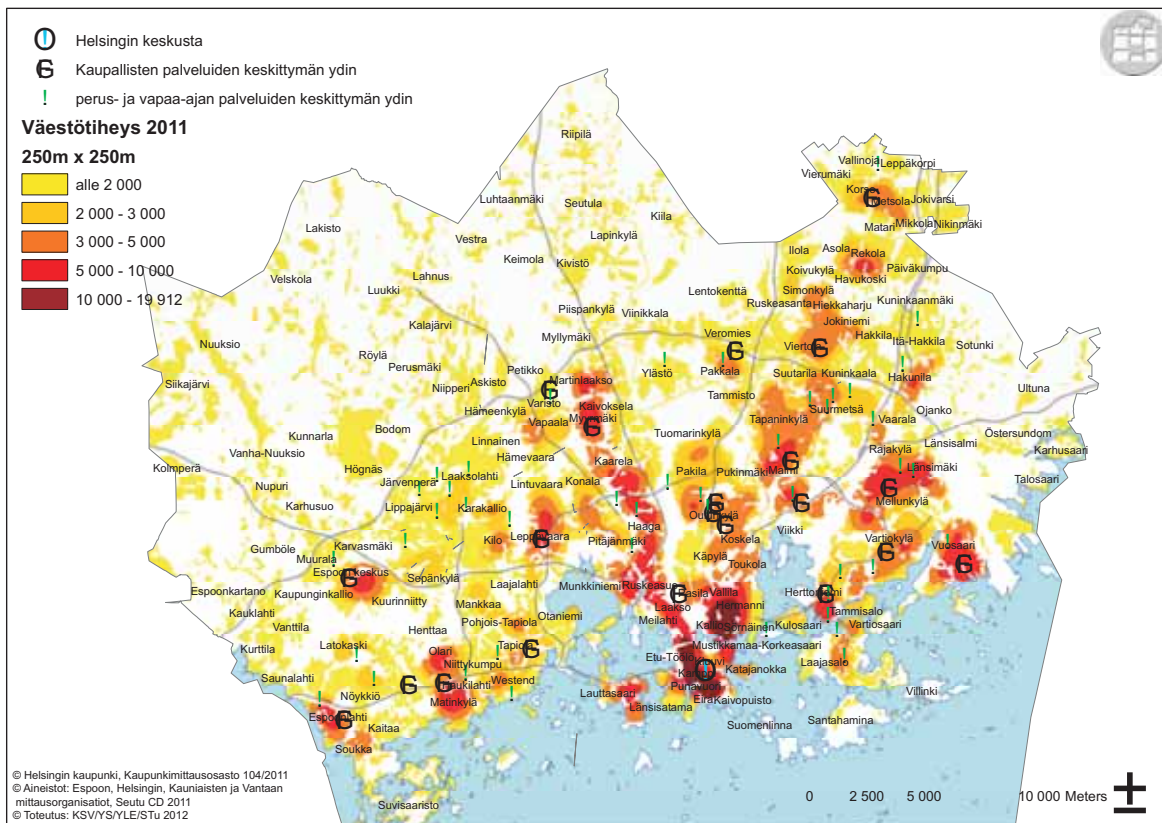 Helsingin keskusta
Kaupallisten palveluiden keskittymän ydin
perus- ja vapaa-ajan palveluiden keskittymän ydin
Väestötiheys 2011
250m x 250m
alle 2 000
2 000 - 3 000
3 000 - 5 000
5 000 - 10 000
10 000 - 19 912
Riipilä
Vallinoja
Leppäkorpi
Vierumäki
Korso
Luhtaanmäki
Seutula
Metsola
Jokivarsi
Kiila
Lakisto
Matari
Mikkola
Nikinmäki
Vestra
Lapinkylä
Ilola
Asola
Rekola
Keimola
Kivistö
Koivukylä
Päiväkumpu
Velskola
Lahnus
Havukoski
Luukki
Lentokenttä
Simonkylä
Ruskeasanta
Hiekkaharju
Kuninkaanmäki
Piispankylä
Viinikkala
Jokiniemi
Kalajärvi
Veromies
Hakkila
Myllymäki
Itä-Hakkila
Nuuksio
Viertola
Sotunki
Röylä
Perusmäki
Petikko
Ylästö
Pakkala
Suutarila
Kuninkaala
Siikajärvi
Niipperi
Askisto
Martinlaakso
Hakunila
Ultuna
Hämeenkylä
Varisto
Kaivoksela
Tammisto
Suurmetsä
Ojanko
Vapaala
Myyrmäki
Tapaninkylä
Vaarala
Bodom
Kunnarla
Linnainen
Tuomarinkylä
Östersundom
Vanha-Nuuksio
Hämevaara
Rajakylä
Länsisalmi
Karhusaari
Kolmperä
Högnäs
Laaksolahti
Kaarela
Pakila
Pukinmäki
Malmi
Länsimäki
Talosaari
Nupuri
Järvenperä
Lintuvaara
Konala
Mellunkylä
Karhusuo
Lippajärvi
Karakallio
Haaga
Oulunkylä
Viikki
Gumböle
Karvasmäki
Kilo
Leppävaara
Pitäjänmäki
Koskela
Vartiokylä
Vuosaari
Muurala
Käpylä
Toukola
Espoon keskus
Sepänkylä
Laajalahti
Munkkiniemi
Ruskeasuo
Espoonkartano
Kaupunginkallio
Kuurinniitty
Pasila
Vallila
Herttoniemi
Kauklahti
Mankkaa
Otaniemi
Laakso
Hermanni
Tammisalo
Vanttila
Pohjois-Tapiola
Meilahti
Kallio
Sörnäinen
Kulosaari
Vartiosaari
Kurttila
Latokaski
Henttaa
Olari
Tapiola
Mustikkamaa-Korkeasaari
Etu-Töölö
Laajasalo
Saunalahti
Niittykumpu
Katajanokka
Westend
Punavuori
Nöykkiö
Haukilahti
Lauttasaari
Eira
Kaivopuisto
Villinki
Matinkylä
Länsisatama
Espoonlahti
Kaitaa
Suomenlinna
Santahamina
Soukka
Suvisaaristo
© Helsingin kaupunki, Kaupunkimittausosasto 104/2011
© Aineistot: Espoon, Helsingin, Kauniaisten ja Vantaan
mittausorganisatiot, Seutu CD 2011
© Toteutus: KSV/YS/YLE/STu 2012
0 2 500 5 000 10 000 Meters